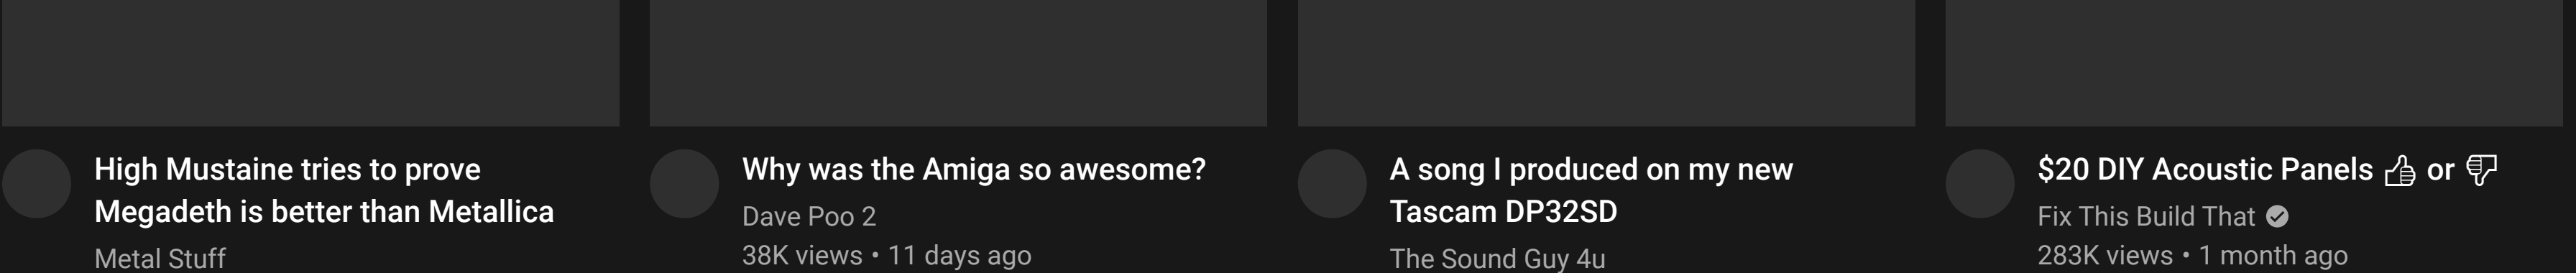 High Mustaine tries to prove
Megadeth is better than Metallica
Metal Stuff
Why was the Amiga so awesome?
Dave Poo 2
38K views • 11 days ago
A song I produced on my new
Tascam DP32SD
The Sound Guy 4u
$20 DIY Acoustic Panels 👍 or 👎
Fix This Build That
283K views • 1 month ago